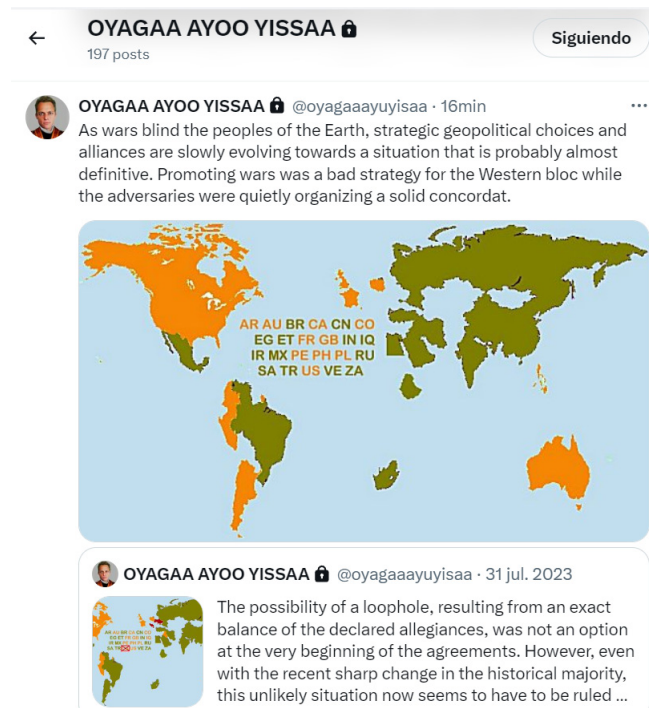 OYAGAA AYOO YISSAA
197 posts
Siguiendo
OYAGAA AYOO YISSAA @oyagaaayuyisaa · 16min
As wars blind the peoples of the Earth, strategic geopolitical choices and
alliances are slowly evolving towards a situation that is probably almost
definitive. Promoting wars was a bad strategy for the Western bloc while
the adversaries were quietly organizing a solid concordat.
AR AU BR CA CN CO
EG ET FR GB IN IQ
IR MX PE PH PL RU
SA TR US VE ZA
OYAGAA AYOO YISSAA @oyagaaayuyisaa · 31 jul. 2023
The possibility of a loophole, resulting from an exact
balance of the declared allegiances, was not an option
at the very beginning of the agreements. However, even
with the recent sharp change in the historical majority,
this unlikely situation now seems to have to be ruled ...